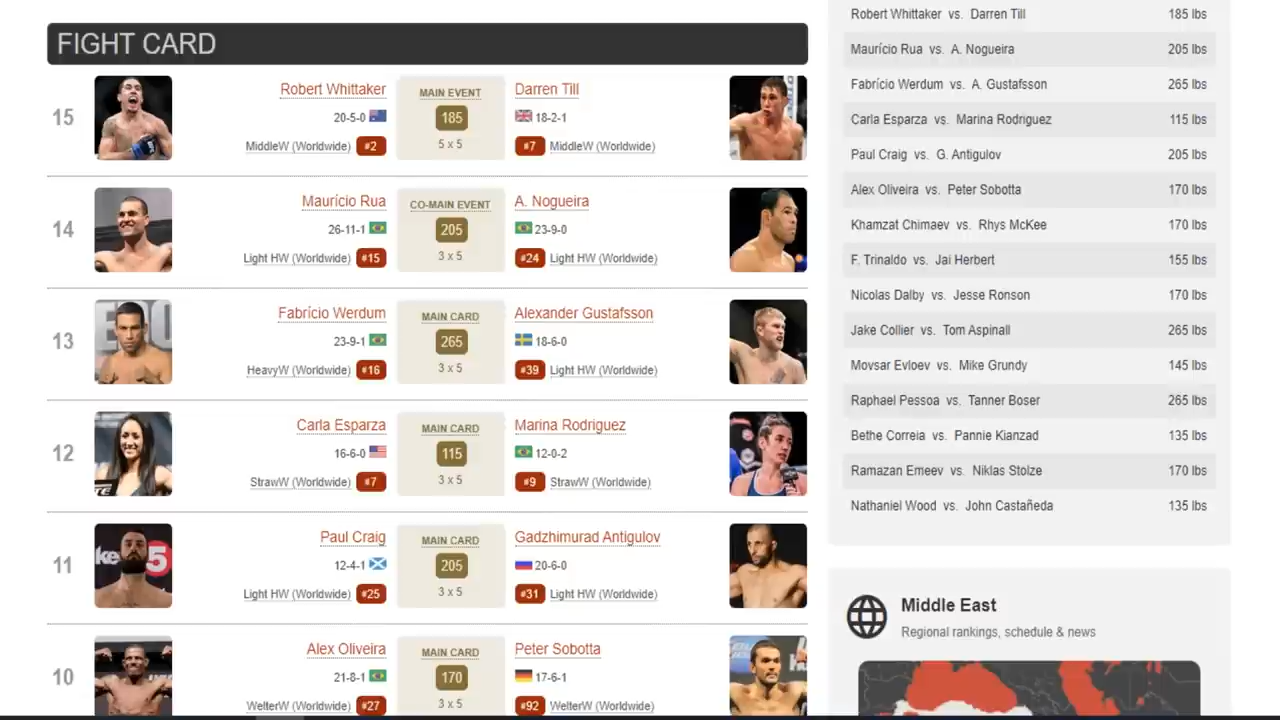 FIGHT CARD
15
Robert Whittaker
20-5-0
MiddleW (Worldwide) #2
MAIN EVENT
185
5 x 5
Darren Till
18-2-1
#7 MiddleW (Worldwide)
14
Maurício Rua
26-11-1
Light HW (Worldwide) #15
CO-MAIN EVENT
205
3 x 5
A. Nogueira
23-9-0
#24 Light HW (Worldwide)
13
Fabrício Werdum
23-9-1
HeavyW (Worldwide) #16
MAIN CARD
265
3 x 5
Alexander Gustafsson
18-6-0
#39 Light HW (Worldwide)
12
Carla Esparza
16-6-0
StrawW (Worldwide) #7
MAIN CARD
115
3 x 5
Marina Rodriguez
12-0-2
#9 StrawW (Worldwide)
11
Paul Craig
12-4-1
Light HW (Worldwide) #25
MAIN CARD
205
3 x 5
Gadzhimurad Antigulov
20-6-0
#31 Light HW (Worldwide)
10
Alex Oliveira
21-8-1
WelterW (Worldwide) #27
MAIN CARD
170
3 x 5
Peter Sobotta
17-6-1
#92 WelterW (Worldwide)
Robert Whittaker vs. Darren Till 185 lbs
Maurício Rua vs. A. Nogueira 205 lbs
Fabrício Werdum vs. A. Gustafsson 265 lbs
Carla Esparza vs. Marina Rodriguez 115 lbs
Paul Craig vs. G. Antigulov 205 lbs
Alex Oliveira vs. Peter Sobotta 170 lbs
Khamzat Chimaev vs. Rhys McKee 170 lbs
F. Trinaldo vs. Jai Herbert 155 lbs
Nicolas Dalby vs. Jesse Ronson 170 lbs
Jake Collier vs. Tom Aspinall 265 lbs
Movsar Evloev vs. Mike Grundy 145 lbs
Raphael Pessoa vs. Tanner Boser 265 lbs
Bethe Correia vs. Pannie Kianzad 135 lbs
Ramazan Emeev vs. Niklas Stolze 170 lbs
Nathaniel Wood vs. John Castañeda 135 lbs
Middle East
Regional rankings, schedule & news